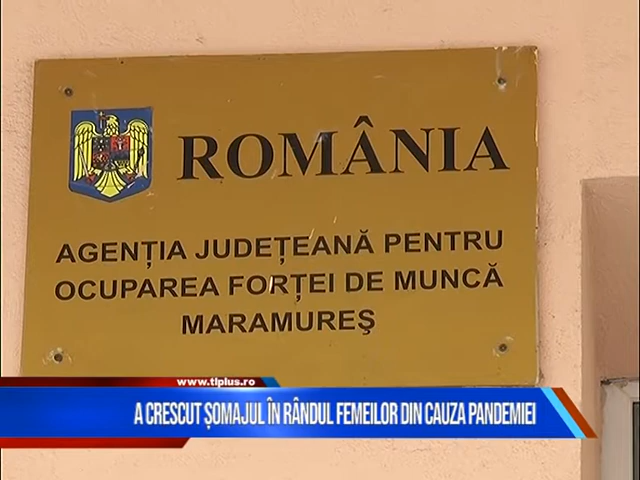 ROMÂNIA
AGENȚIA JUDEȚEANĂ PENTRU
OCUPAREA FORȚEI DE MUNCĂ
MARAMUREŞ
www.tlplus.ro
A CRESCUT ȘOMAJUL ÎN RÂNDUL FEMEILOR DIN CAUZA PANDEMIEI